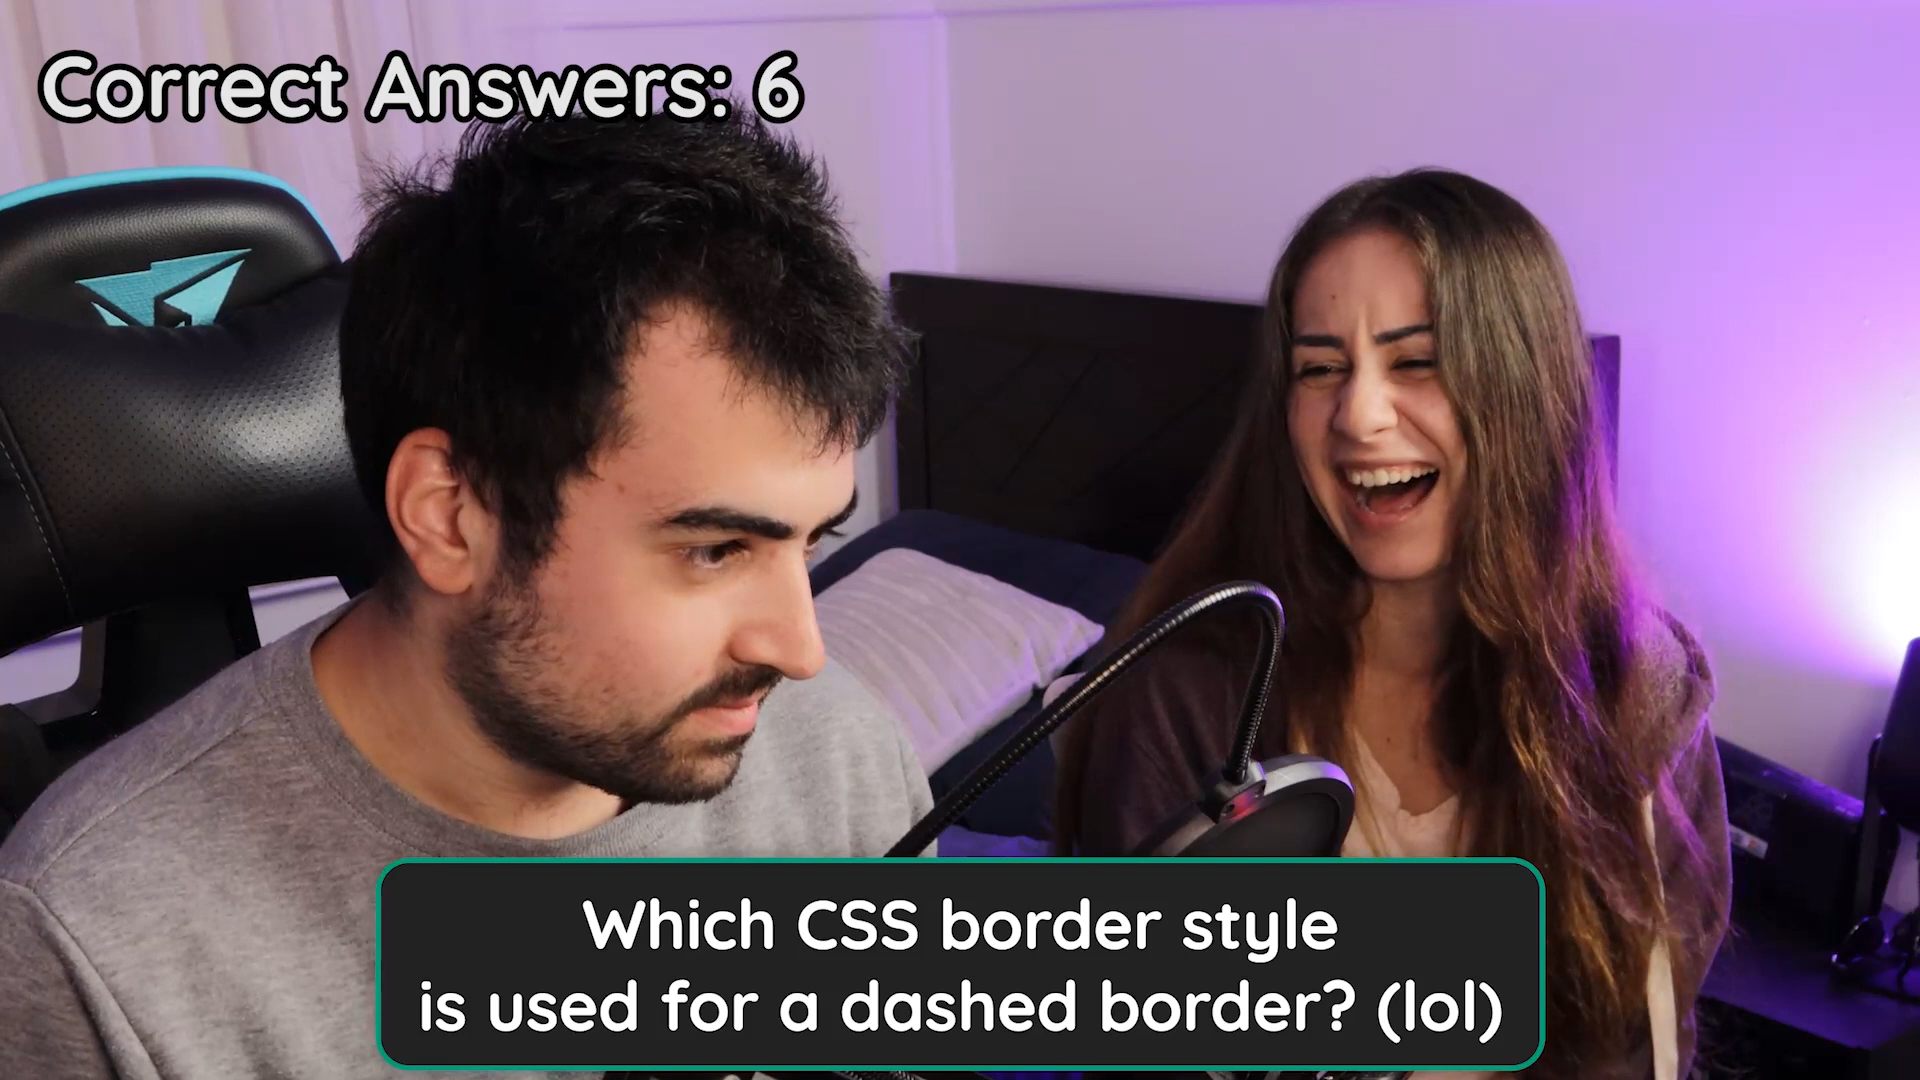 Correct Answers: 6
Which CSS border style
is used for a dashed border? (lol)